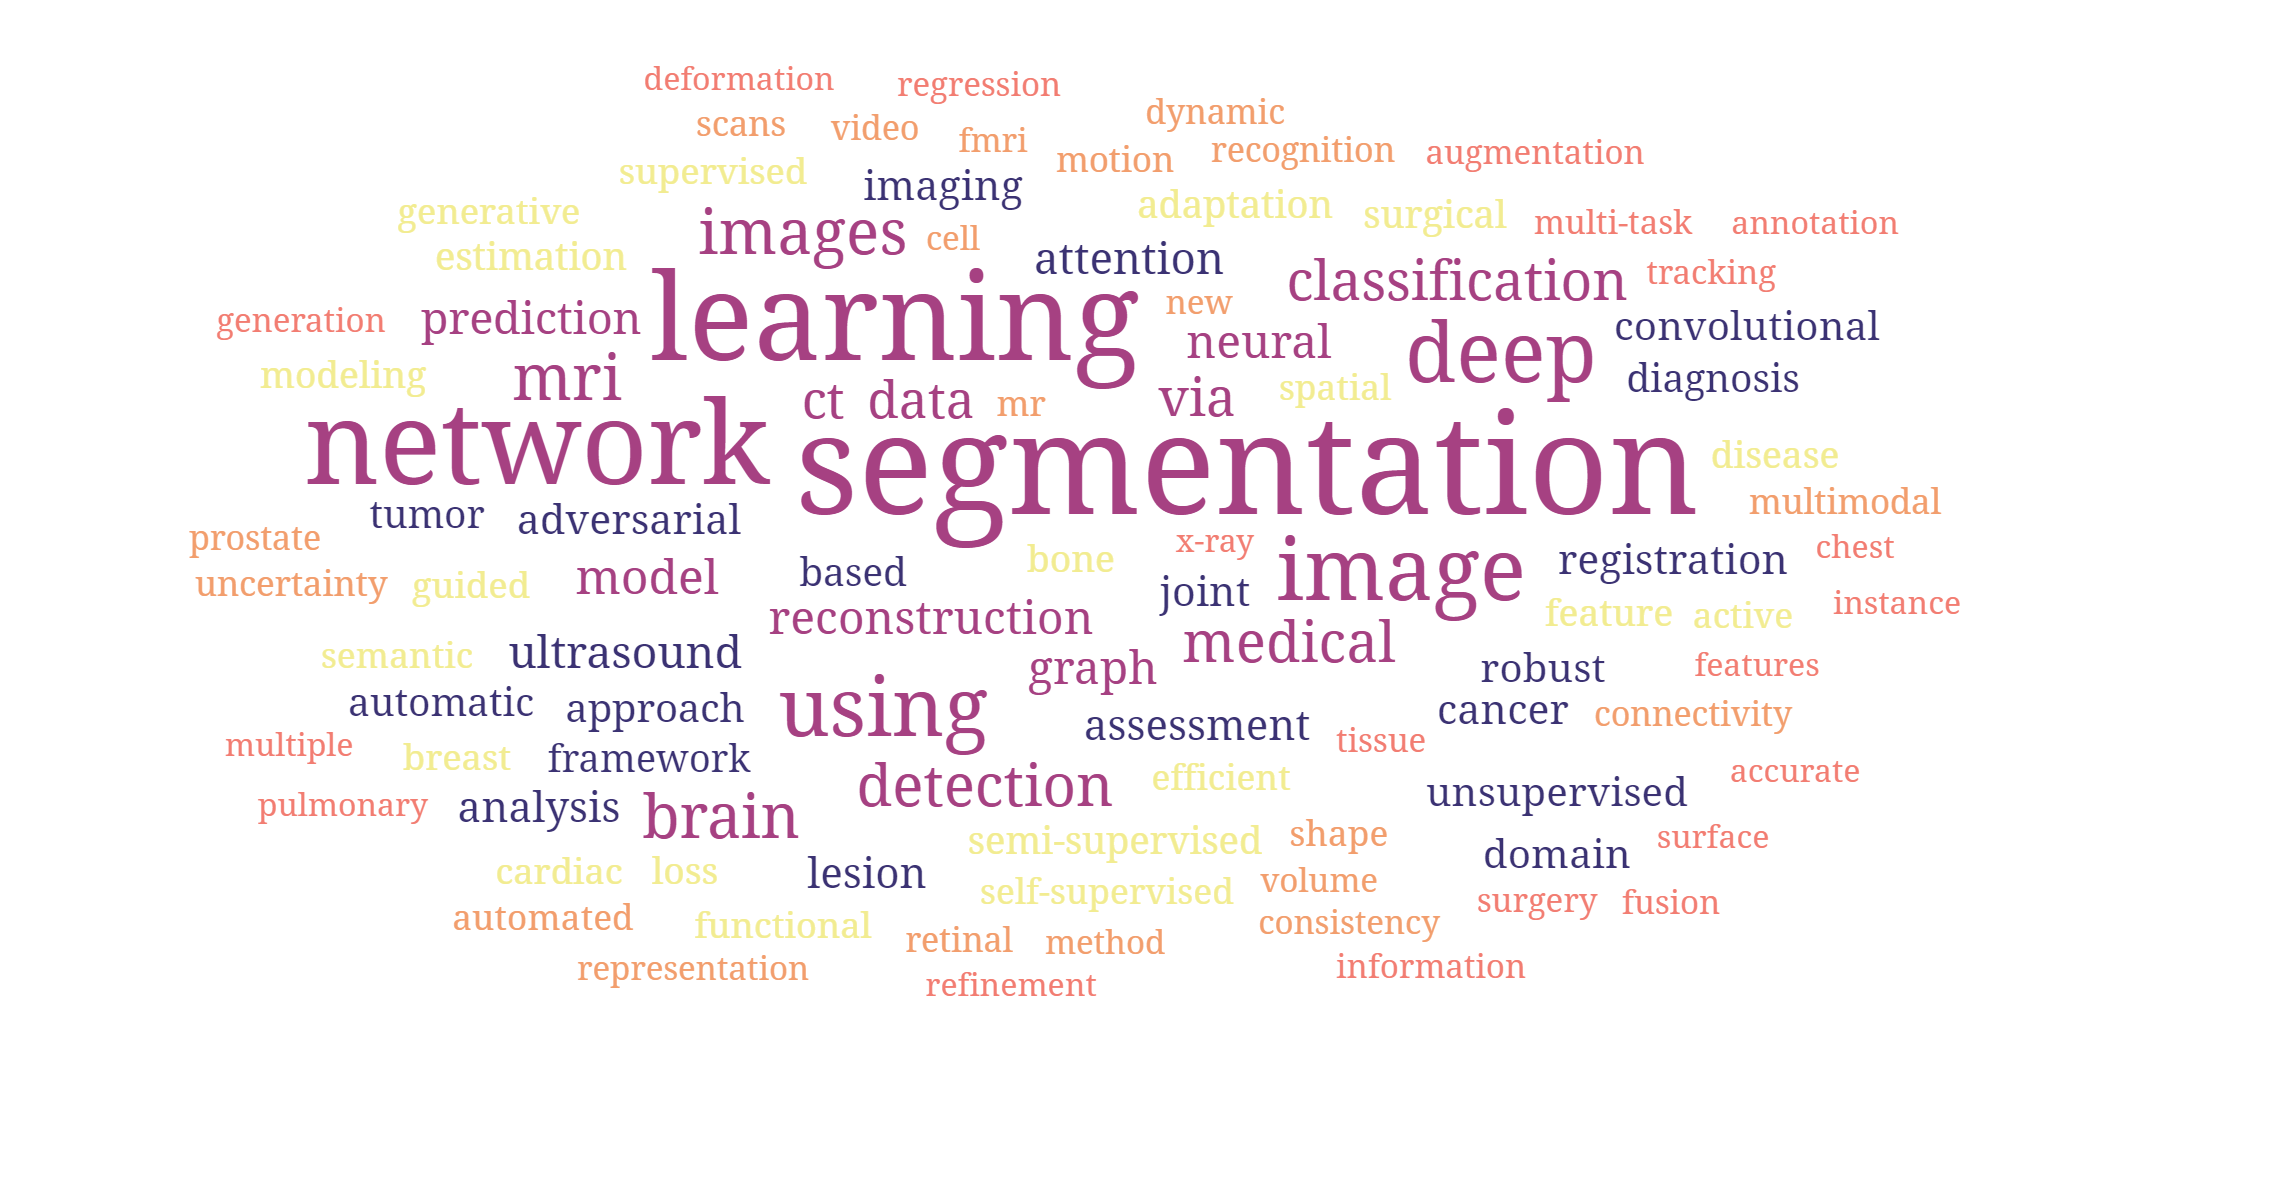 deformation
regression
scans
video
dynamic
fmri
motion
recognition
augmentation
supervised
imaging
generative
images
cell
adaptation
surgical
multi-task
annotation
estimation
attention
classification
tracking
generation
prediction
learning
new
neural
deep
convolutional
modeling
mri
ct
data
mr
via
spatial
diagnosis
network
segmentation
disease
multimodal
tumor
adversarial
prostate
x-ray
chest
uncertainty
guided
model
based
bone
joint
image
registration
instance
reconstruction
feature
active
semantic
ultrasound
graph
medical
robust
features
automatic
approach
using
assessment
cancer
connectivity
multiple
breast
framework
tissue
pulmonary
analysis
brain
detection
efficient
unsupervised
accurate
semi-supervised
shape
domain
surface
cardiac
loss
lesion
self-supervised
volume
surgery
fusion
automated
functional
retinal
method
consistency
representation
refinement
information